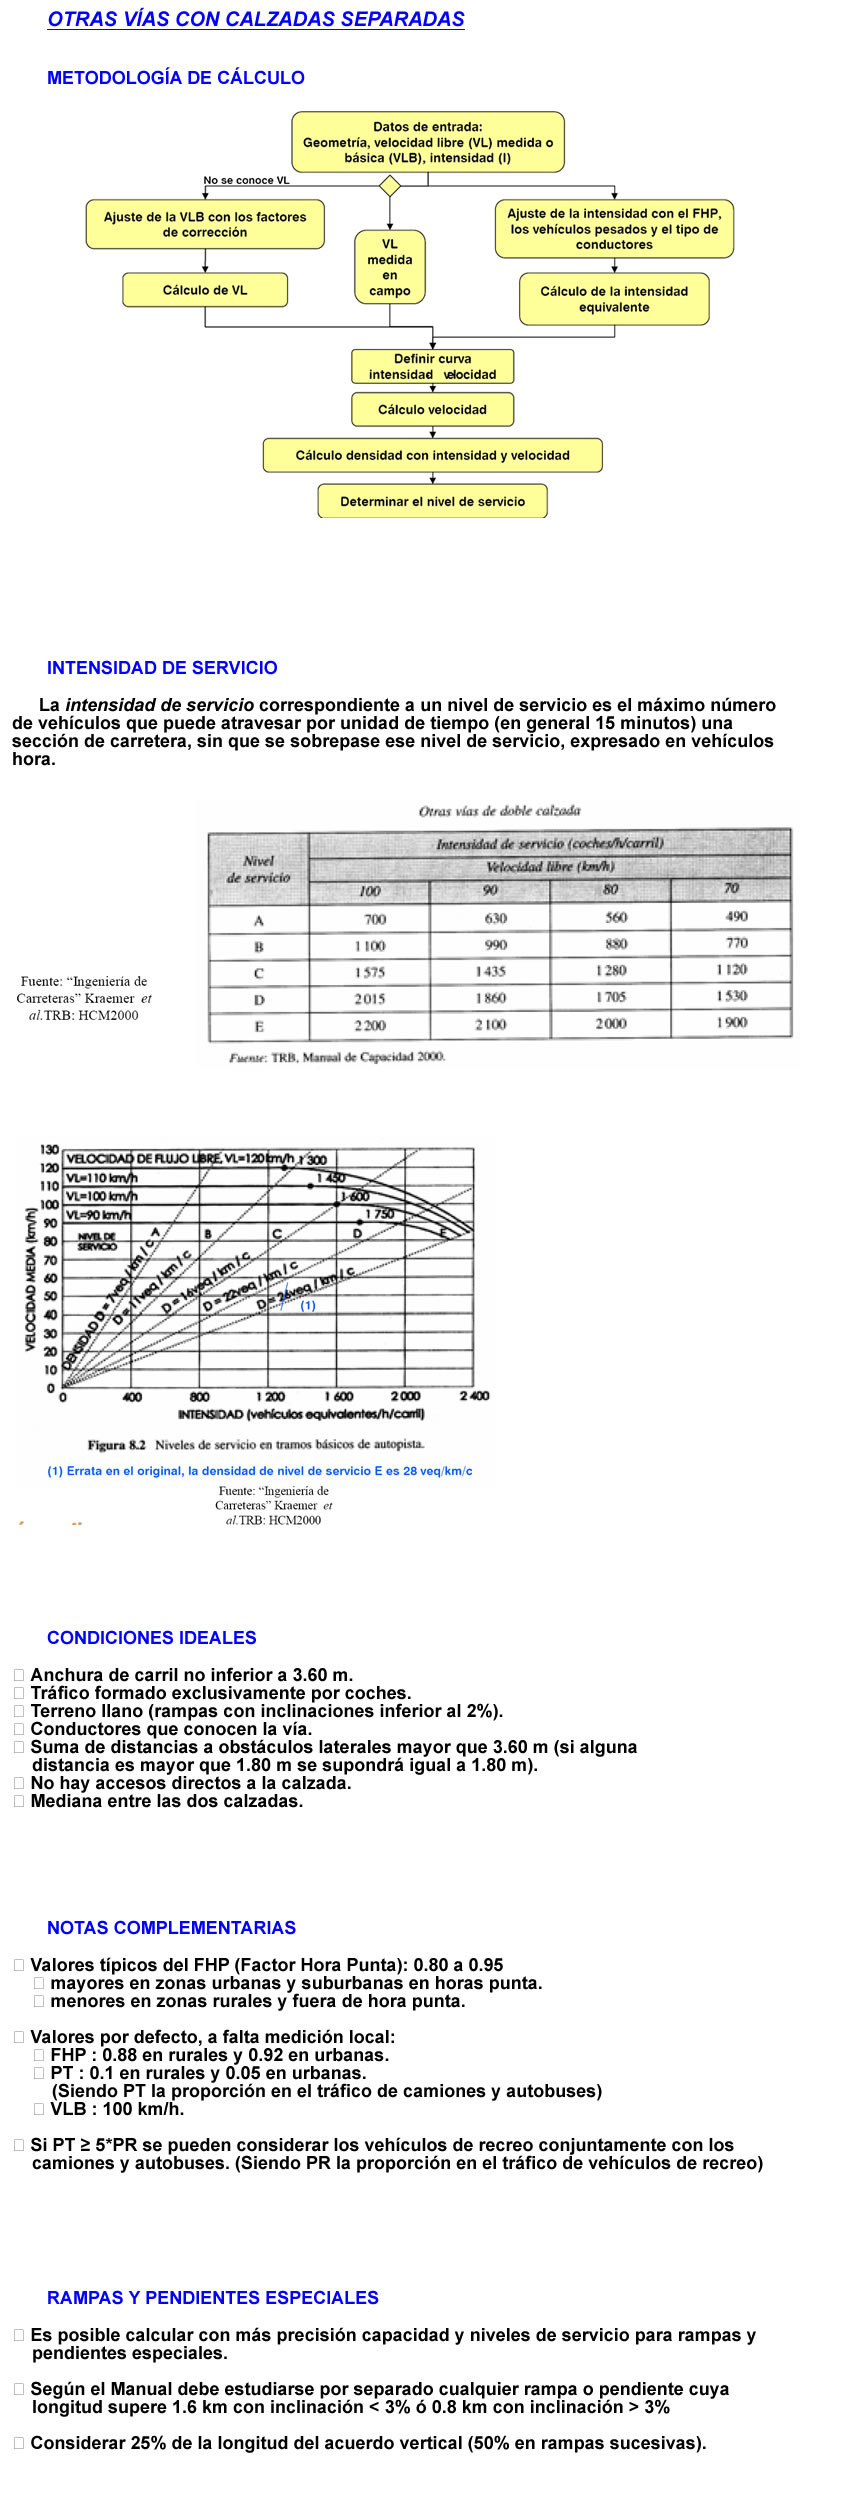 OTRAS VÍAS CON CALZADAS SEPARADAS
METODOLOGÍA DE CÁLCULO
Datos de entrada:
Geometría, velocidad libre (VL) medida o
básica (VLB), intensidad (I)
No se conoce VL
Ajuste de la VLB con los factores
de corrección
VL
medida
en
campo
Ajuste de la intensidad con el FHP,
los vehículos pesados y el tipo de
conductores
Cálculo de VL
Cálculo de la intensidad
equivalente
Definir curva
intensidad velocidad
Cálculo velocidad
Cálculo densidad con intensidad y velocidad
Determinar el nivel de servicio
INTENSIDAD DE SERVICIO
La intensidad de servicio correspondiente a un nivel de servicio es el máximo número
de vehículos que puede atravesar por unidad de tiempo (en general 15 minutos) una
sección de carretera, sin que se sobrepase ese nivel de servicio, expresado en vehículos
hora.
Otras vías de doble calzada
Nivel
de servicio
Intensidad de servicio (coches/h/carril)
Velocidad libre (km/h)
100 90 80 70
A 700 630 560 490
B 1 100 990 880 770
C 1 575 1 435 1 280 1 120
D 2 015 1 860 1 705 1 530
E 2 200 2 100 2 000 1 900
Fuente: TRB, Manual de Capacidad 2000.
Fuente: “Ingeniería de
Carreteras” Kraemer et
al.TRB: HCM2000
VELOCIDAD MEDIA (km/h)
130
120
110
100
90
80
70
60
50
40
30
20
10
0
VELOCIDAD DE FLUJO LIBRE, VL=120 km/h 1 300
VL=110 km/h 1 450
VL=100 km/h 1 600
VL=90 km/h 1 750
NIVEL DE
SERVICIO
A B C D E
DENSIDAD D = 7veq / km / c
D = 11veq / km / c
D = 16veq / km / c
D = 22veq / km / c
D = 26veq / km / c
(1)
0 400 800 1 200 1 600 2 000 2 400
INTENSIDAD (vehículos equivalentes/h/carril)
Figura 8.2 Niveles de servicio en tramos básicos de autopista.
(1) Errata en el original, la densidad de nivel de servicio E es 28 veq/km/c
Fuente: “Ingeniería de
Carreteras” Kraemer et
al.TRB: HCM2000
CONDICIONES IDEALES
Anchura de carril no inferior a 3.60 m.
Tráfico formado exclusivamente por coches.
Terreno llano (rampas con inclinaciones inferior al 2%).
Conductores que conocen la vía.
Suma de distancias a obstáculos laterales mayor que 3.60 m (si alguna
distancia es mayor que 1.80 m se supondrá igual a 1.80 m).
No hay accesos directos a la calzada.
Mediana entre las dos calzadas.
NOTAS COMPLEMENTARIAS
Valores típicos del FHP (Factor Hora Punta): 0.80 a 0.95
mayores en zonas urbanas y suburbanas en horas punta.
menores en zonas rurales y fuera de hora punta.
Valores por defecto, a falta medición local:
FHP : 0.88 en rurales y 0.92 en urbanas.
PT : 0.1 en rurales y 0.05 en urbanas.
(Siendo PT la proporción en el tráfico de camiones y autobuses)
VLB : 100 km/h.
Si PT ≥ 5*PR se pueden considerar los vehículos de recreo conjuntamente con los
camiones y autobuses. (Siendo PR la proporción en el tráfico de vehículos de recreo)
RAMPAS Y PENDIENTES ESPECIALES
Es posible calcular con más precisión capacidad y niveles de servicio para rampas y
pendientes especiales.
Según el Manual debe estudiarse por separado cualquier rampa o pendiente cuya
longitud supere 1.6 km con inclinación < 3% ó 0.8 km con inclinación > 3%
Considerar 25% de la longitud del acuerdo vertical (50% en rampas sucesivas).